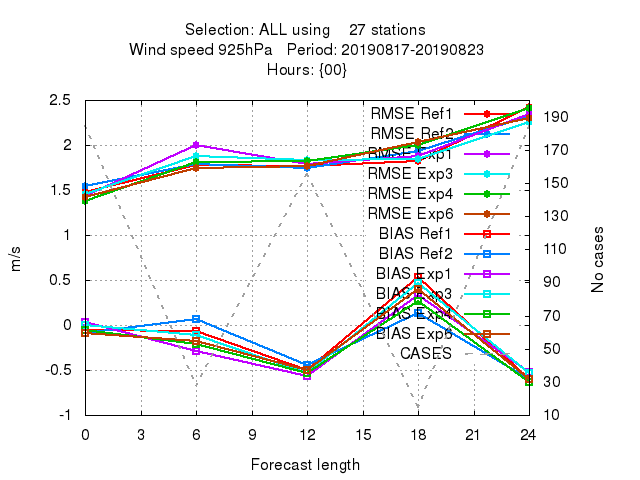 Selection: ALL using    27 stations
Wind speed 925hPa   Period: 20190817-20190823
Hours: {00}
2.5
2
1.5
1
0.5
0
-0.5
-1
m/s
190
170
150
130
110
90
70
50
30
10
No cases
RMSE Ref1
RMSE Ref2
RMSE Exp1
RMSE Exp3
RMSE Exp4
RMSE Exp6
BIAS Ref1
BIAS Ref2
BIAS Exp1
BIAS Exp3
BIAS Exp4
BIAS Exp6
CASES
0 3 6 9 12 15 18 21 24
Forecast length